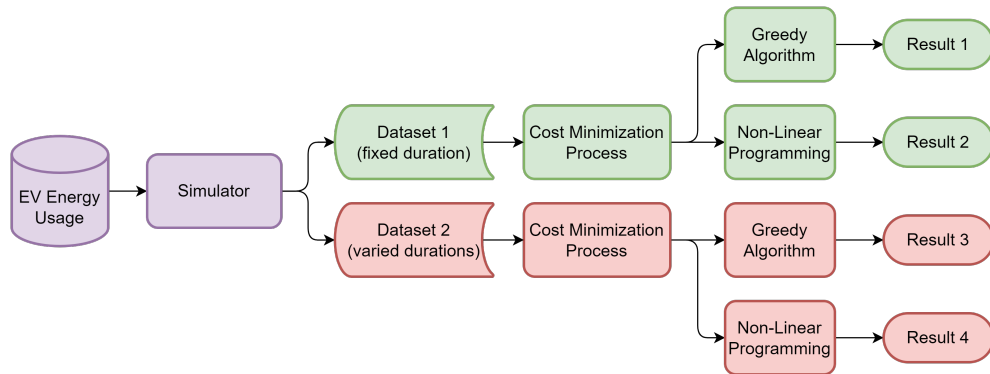 EV Energy
Usage
Simulator
Dataset 1
(fixed duration)
Cost Minimization
Process
Greedy
Algorithm
Result 1
Non-Linear
Programming
Result 2
Dataset 2
(varied durations)
Cost Minimization
Process
Greedy
Algorithm
Result 3
Non-Linear
Programming
Result 4